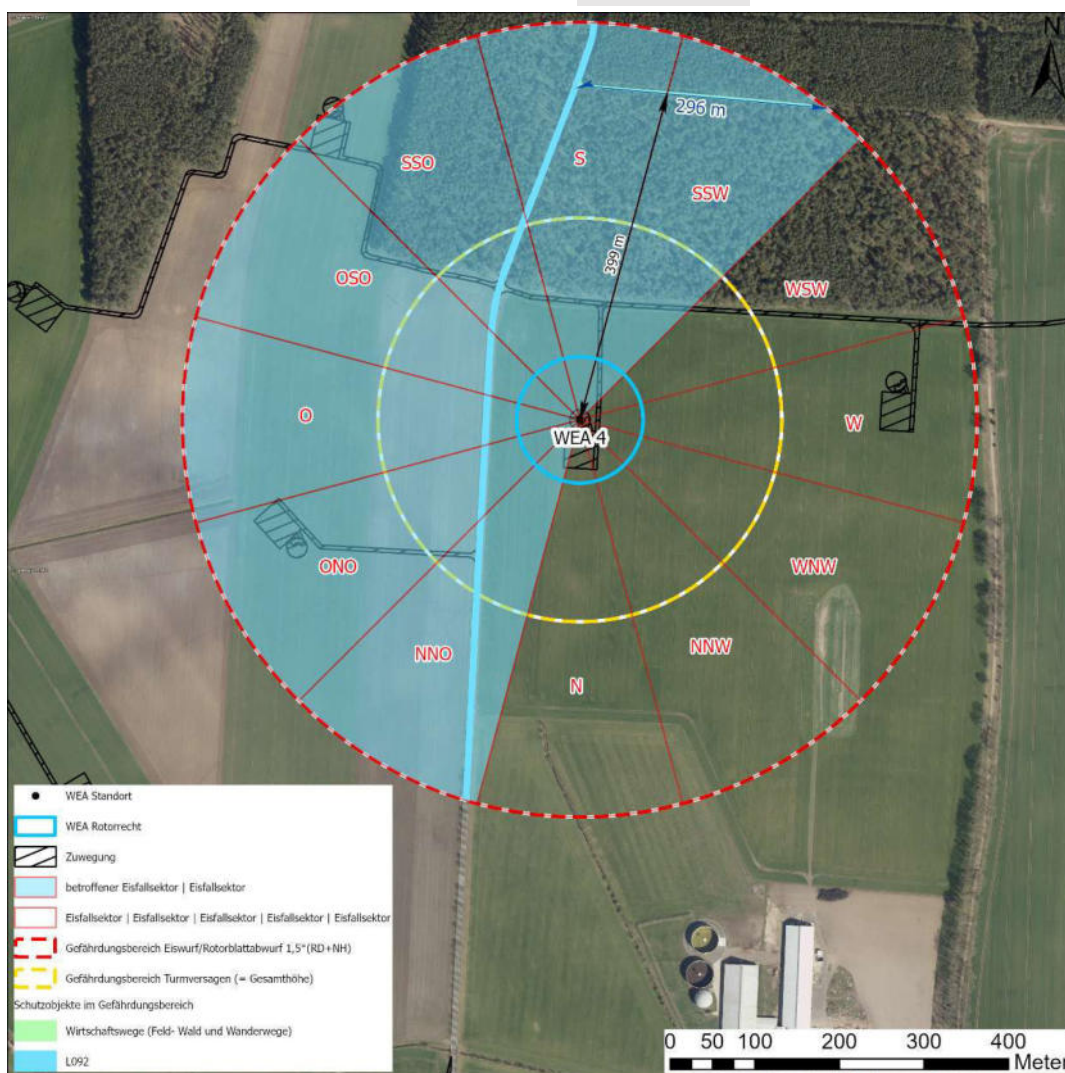 N
296 m
S
SSO
SSW
399 m
OSO
WSW
O
W
WEA 4
ONO
WNW
NNO
NNW
N
WEA Standort
WEA Rotorrecht
Zuwegung
betroffener Eisfallsektor | Eisfallsektor
Eisfallsektor | Eisfallsektor | Eisfallsektor | Eisfallsektor | Eisfallsektor
Gefährdungsbereich Eiswurf/Rotorblattabwurf 1,5*(RD+NH)
Gefährdungsbereich Turmversagen (= Gesamthöhe)
Schutzobjekte im Gefährdungsbereich
Wirtschaftswege (Feld- Wald und Wanderwege)
L092
0 50 100 200 300 400
Meter